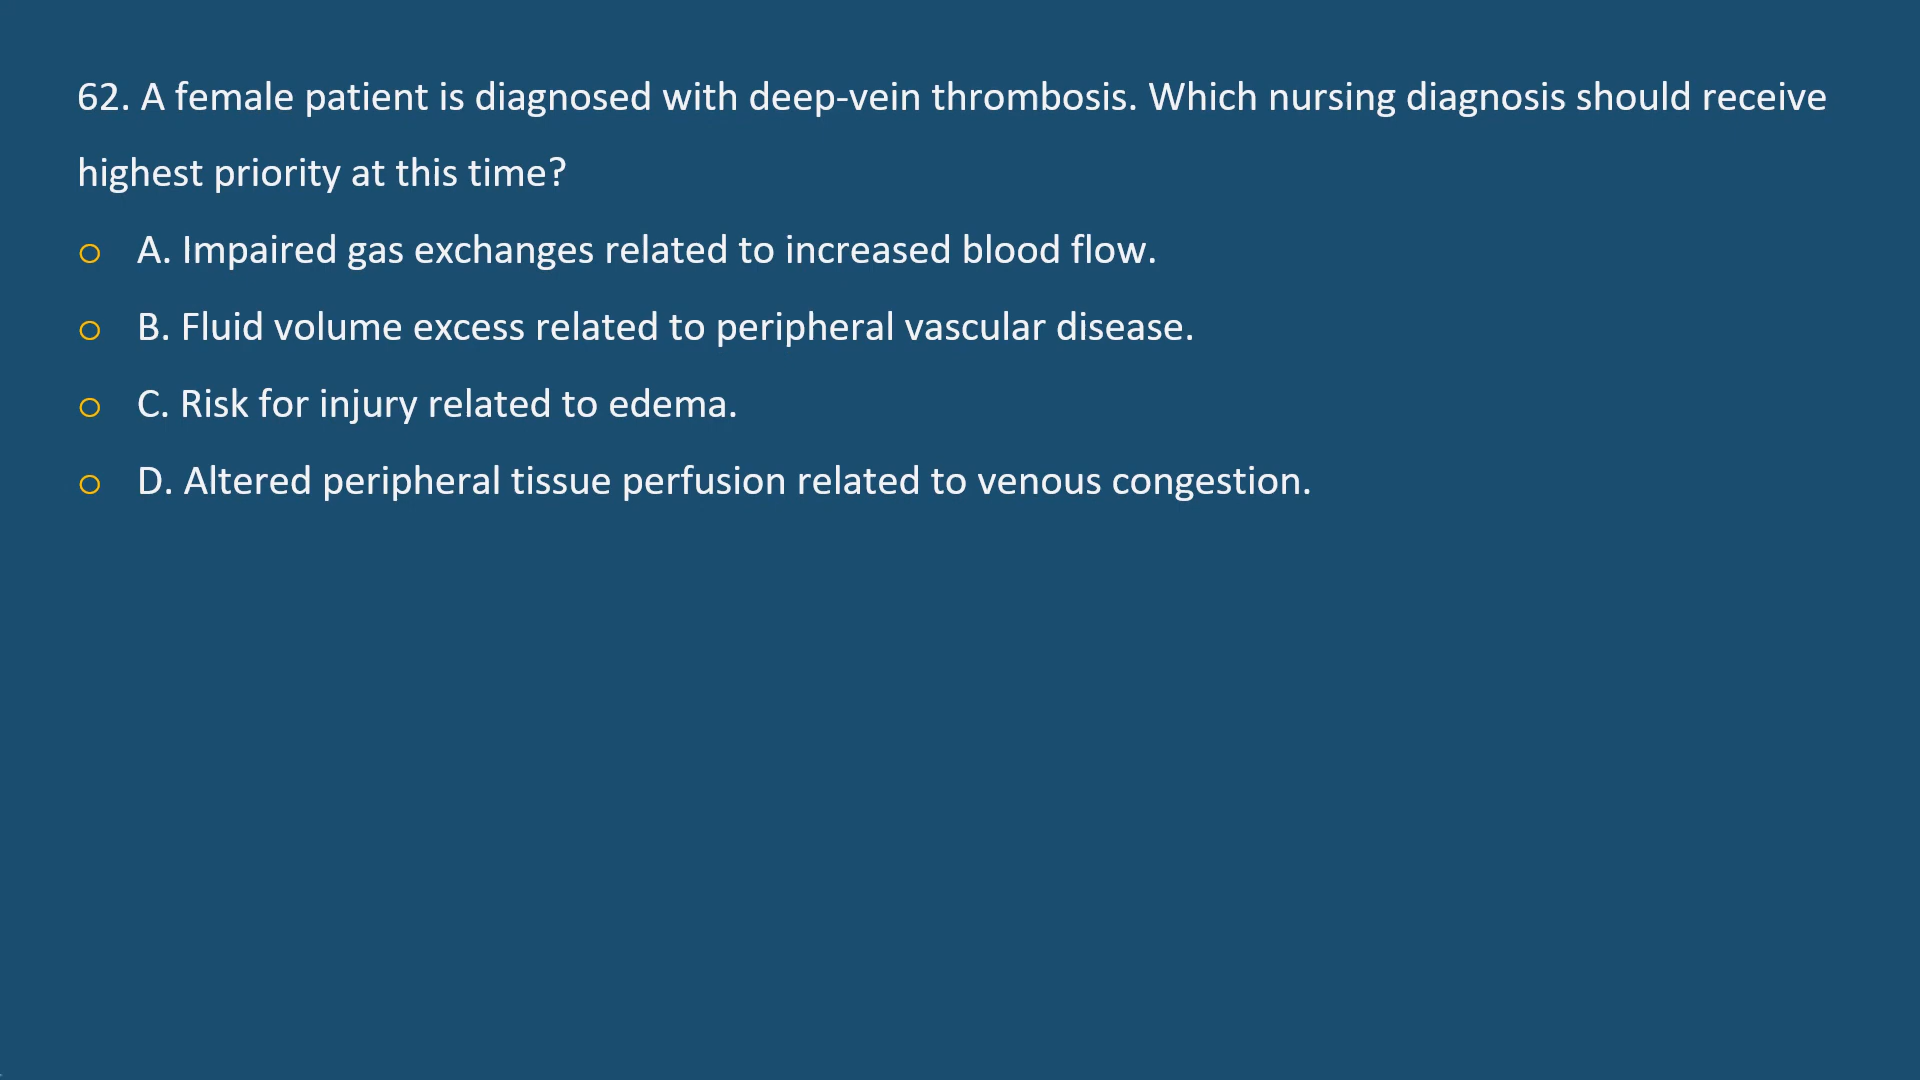 62. A female patient is diagnosed with deep-vein thrombosis. Which nursing diagnosis should receive
highest priority at this time?
A. Impaired gas exchanges related to increased blood flow.
B. Fluid volume excess related to peripheral vascular disease.
C. Risk for injury related to edema.
D. Altered peripheral tissue perfusion related to venous congestion.